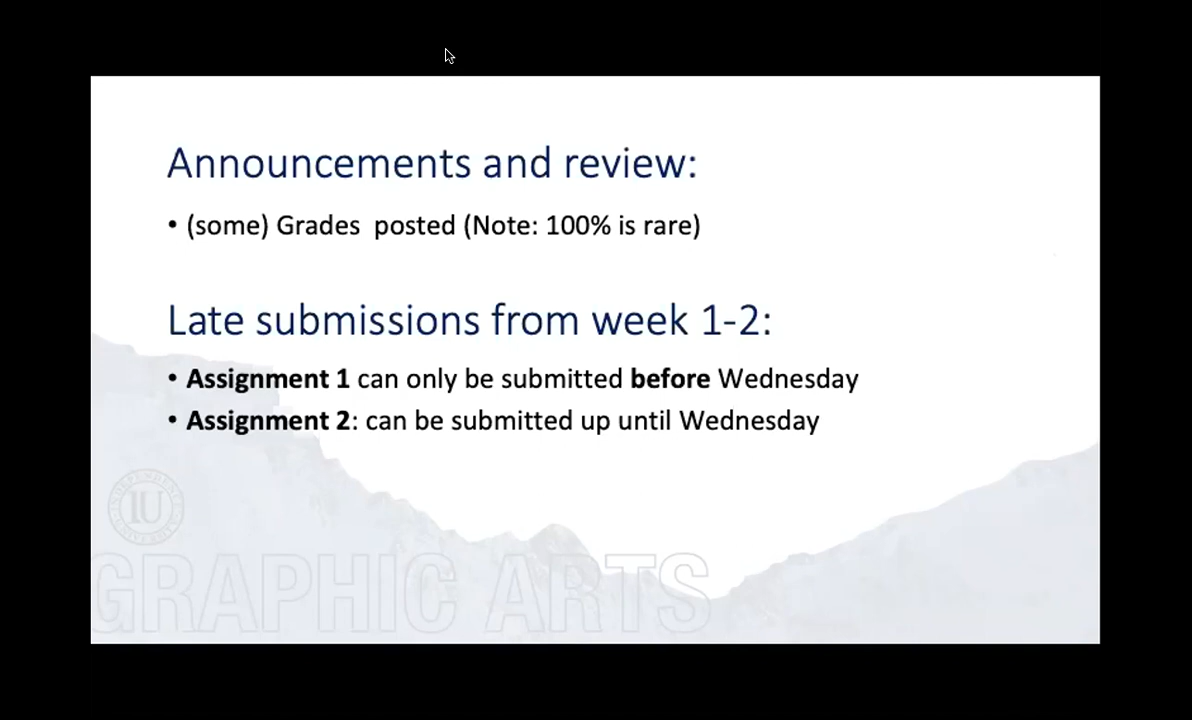 Announcements and review:
• (some) Grades  posted (Note: 100% is rare)
Late submissions from week 1-2:
• Assignment 1 can only be submitted before Wednesday
• Assignment 2: can be submitted up until Wednesday
IU
GRAPHIC ARTS